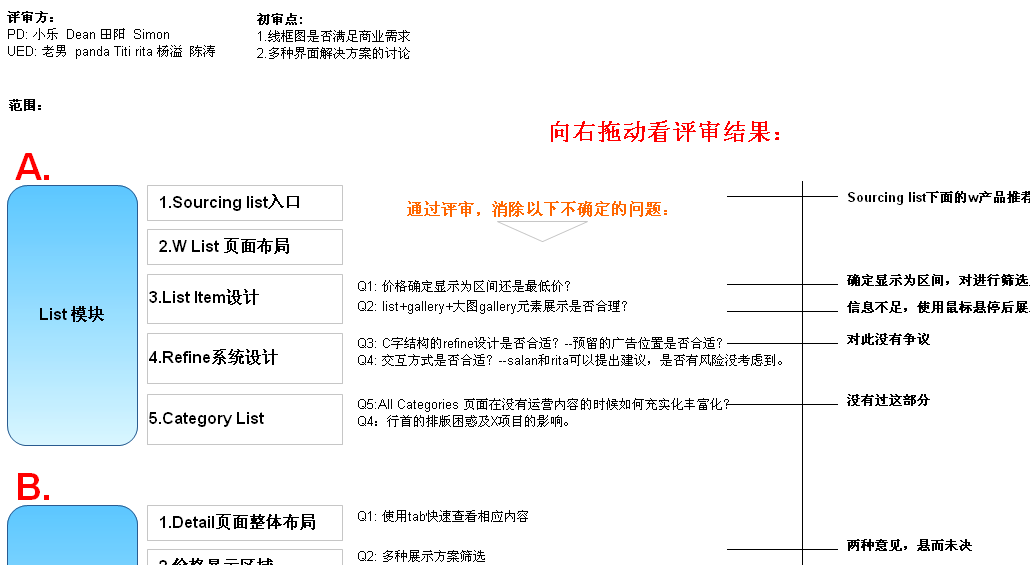 评审方：
PD: 小乐 Dean 田阳 Simon
UED: 老男 panda Titi rita 杨溢 陈涛
初审点:
1.线框图是否满足商业需求
2.多种界面解决方案的讨论
范围：
向右拖动看评审结果：
A.
List 模块
1.Sourcing list入口
2.W List 页面布局
3.List Item设计
4.Refine系统设计
5.Category List
通过评审，消除以下不确定的问题：
Q1: 价格确定显示为区间还是最低价？
Q2: list+gallery+大图gallery元素展示是否合理？
Q3: C字结构的refine设计是否合适？--预留的广告位置是否合适？
Q4: 交互方式是否合适？--salan和rita可以提出建议，是否有风险没考虑到。
Q5:All Categories 页面在没有运营内容的时候如何充实化丰富化？
Q4：行首的排版困惑及X项目的影响。
Sourcing list下面的w产品推荐
确定显示为区间，对进行筛选
信息不足，使用鼠标悬停后展
对此没有争议
没有过这部分
B.
1.Detail页面整体布局
2.价格显示区域
Q1: 使用tab快速查看相应内容
Q2: 多种展示方案筛选
两种意见，悬而未决